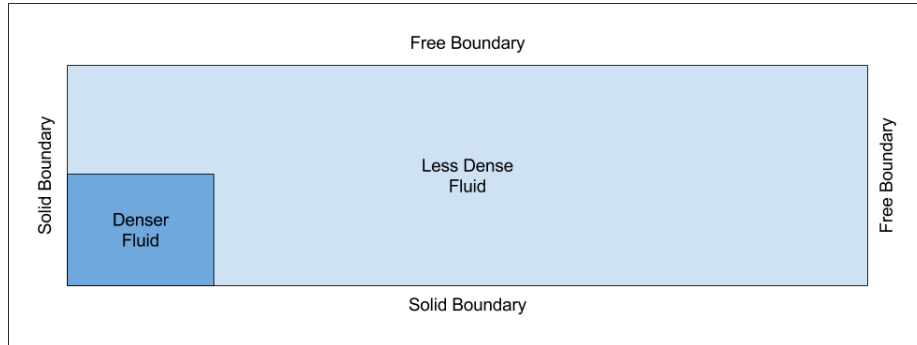 Free Boundary
Solid Boundary
Less Dense
Fluid
Free Boundary
Denser
Fluid
Solid Boundary